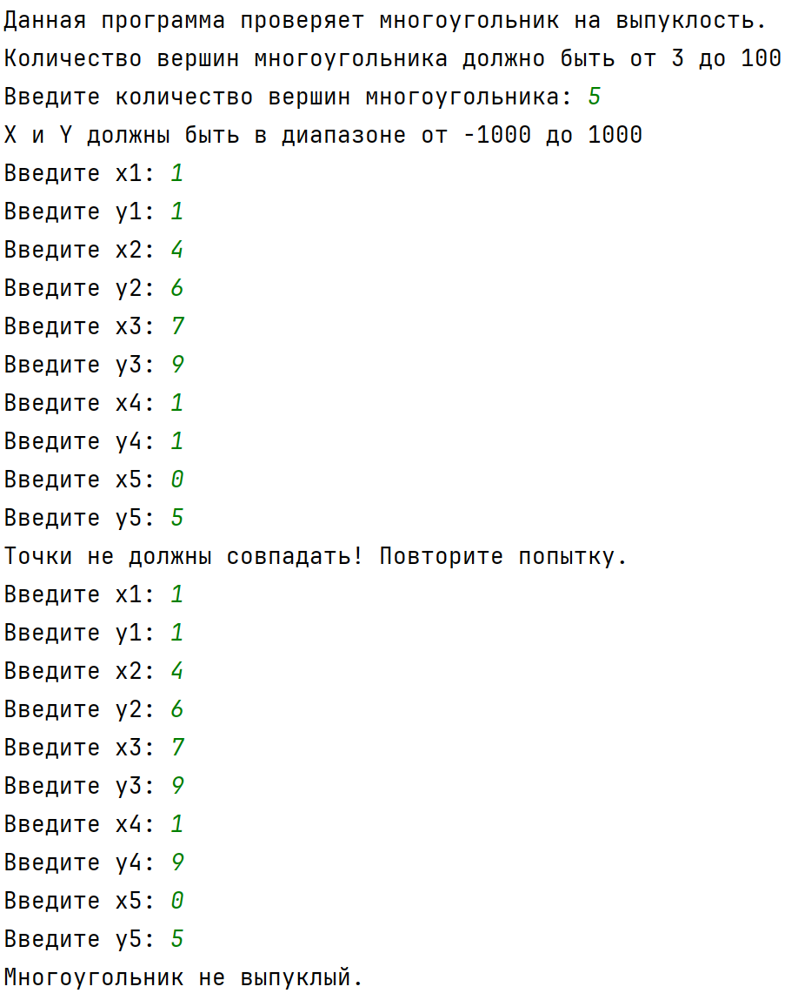 Данная программа проверяет многоугольник на выпуклость.
Количество вершин многоугольника должно быть от 3 до 100
Введите количество вершин многоугольника: 5
X и Y должны быть в диапазоне от -1000 до 1000
Введите x1: 1
Введите y1: 1
Введите x2: 4
Введите y2: 6
Введите x3: 7
Введите y3: 9
Введите x4: 1
Введите y4: 1
Введите x5: 0
Введите y5: 5
Точки не должны совпадать! Повторите попытку.
Введите x1: 1
Введите y1: 1
Введите x2: 4
Введите y2: 6
Введите x3: 7
Введите y3: 9
Введите x4: 1
Введите y4: 9
Введите x5: 0
Введите y5: 5
Многоугольник не выпуклый.